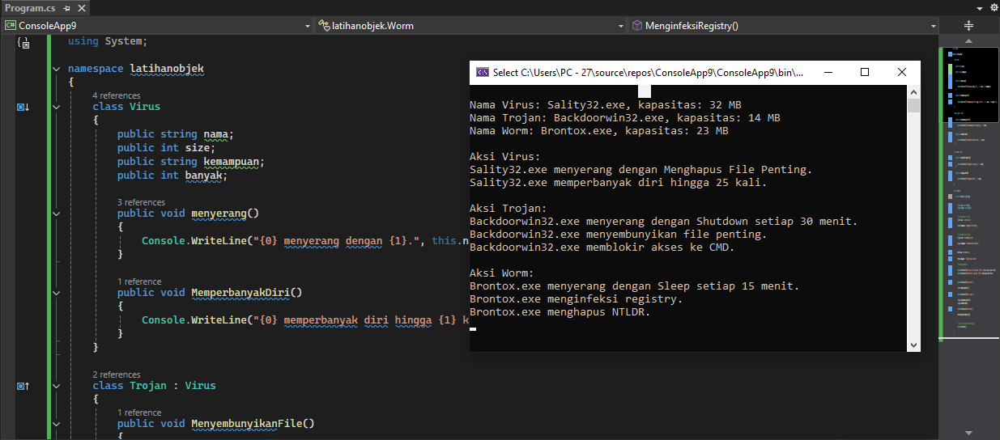 Program.cs
C# ConsoleApp9
latihanobjek.Worm
MenginfeksiRegistry()
using System;
namespace latihanobjek
{
4 references
class Virus
{
public string nama;
public int size;
public string kemampuan;
public int banyak;
3 references
public void menyerang()
{
Console.WriteLine("{0} menyerang dengan {1}.", this.n
}
1 reference
public void MemperbanyakDiri()
{
Console.WriteLine("{0} memperbanyak diri hingga {1} k
}
}
2 references
class Trojan : Virus
{
1 reference
public void MenyembunyikanFile()
{
Select C:\Users\PC - 27\source\repos\ConsoleApp9\ConsoleApp9\bin\...
Nama Virus: Sality32.exe, kapasitas: 32 MB
Nama Trojan: Backdoorwin32.exe, kapasitas: 14 MB
Nama Worm: Brontox.exe, kapasitas: 23 MB
Aksi Virus:
Sality32.exe menyerang dengan Menghapus File Penting.
Sality32.exe memperbanyak diri hingga 25 kali.
Aksi Trojan:
Backdoorwin32.exe menyerang dengan Shutdown setiap 30 menit.
Backdoorwin32.exe menyembunyikan file penting.
Backdoorwin32.exe memblokir akses ke CMD.
Aksi Worm:
Brontox.exe menyerang dengan Sleep setiap 15 menit.
Brontox.exe menginfeksi registry.
Brontox.exe menghapus NTLDR.